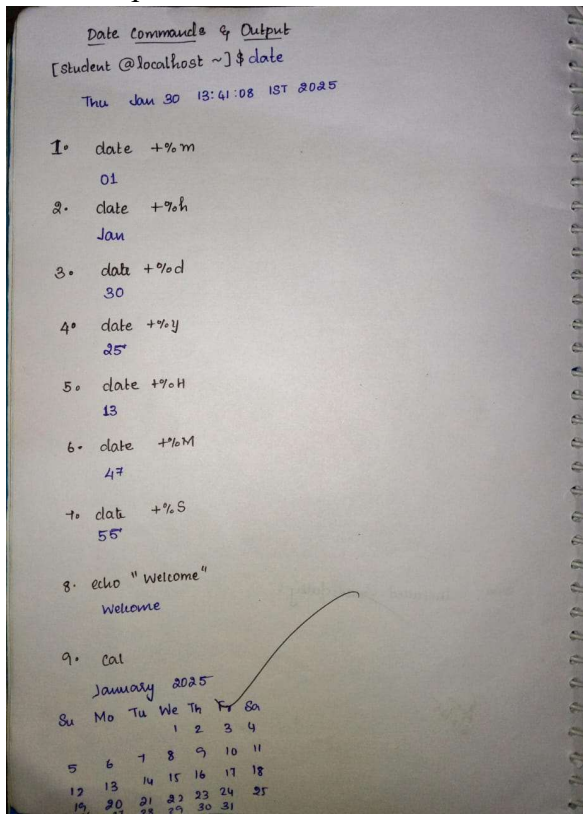 Date Commands & Output
[student @localhost ~]$ date
Thu Jan 30 13:41:08 IST 2025
1. date +%m
01
2. date +%h
Jan
3. date +%d
30
4. date +%y
25
5. date +%H
13
6. date +%M
47
7. date +%S
55
8. echo "Welcome"
Welcome
9. cal
January 2025
Su Mo Tu We Th Fr Sa
1 2 3 4
5 6 7 8 9 10 11
12 13 14 15 16 17 18
19 20 21 22 23 24 25
27 28 29 30 31